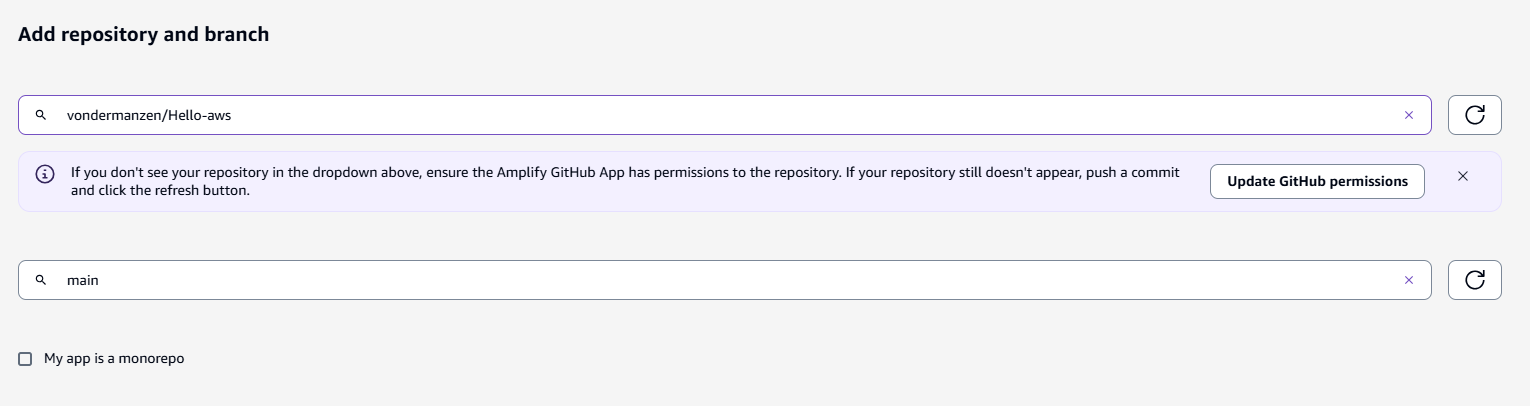 Add repository and branch
vondermanzen/Hello-aws
If you don't see your repository in the dropdown above, ensure the Amplify GitHub App has permissions to the repository. If your repository still doesn't appear, push a commit
and click the refresh button.
Update GitHub permissions
main
My app is a monorepo